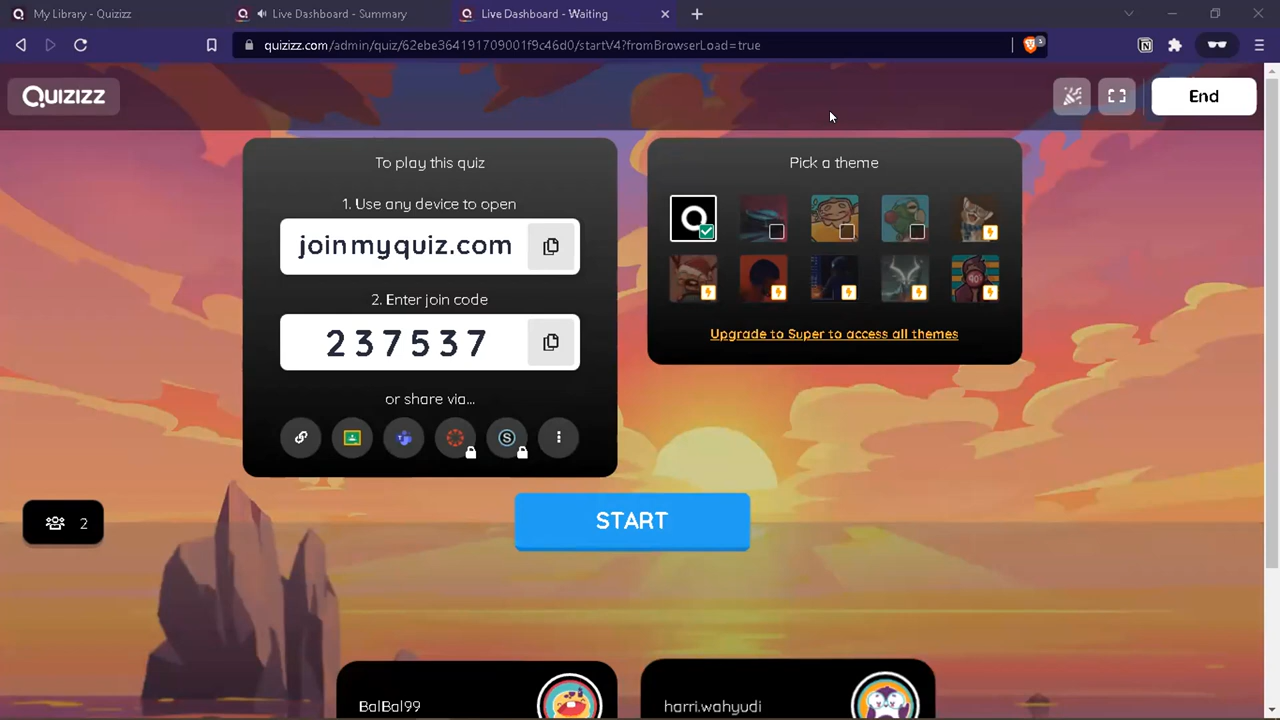 My Library - Quizizz
Live Dashboard - Summary
Live Dashboard - Waiting
quizizz.com/admin/quiz/62ebe364191709001f9c46d0/startV4?fromBrowserLoad=true
Quizizz
End
To play this quiz
1. Use any device to open
joinmyquiz.com
2. Enter join code
237537
or share via...
Pick a theme
Upgrade to Super to access all themes
2
START
BalBal99
harri.wahyudi